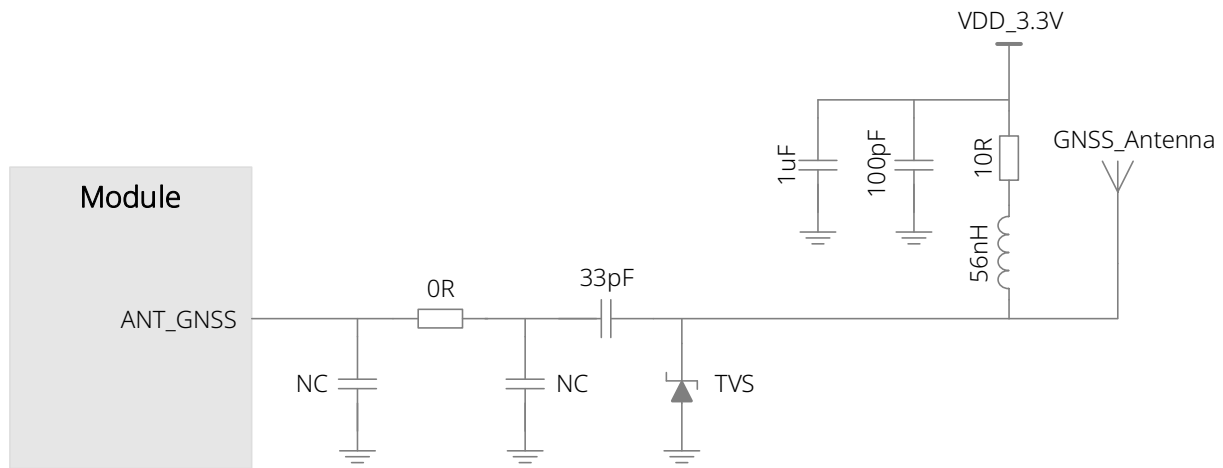 VDD_3.3V
1uF
100pF
10R
GNSS_Antenna
Module
56nH
33pF
0R
ANT_GNSS
NC
NC
TVS